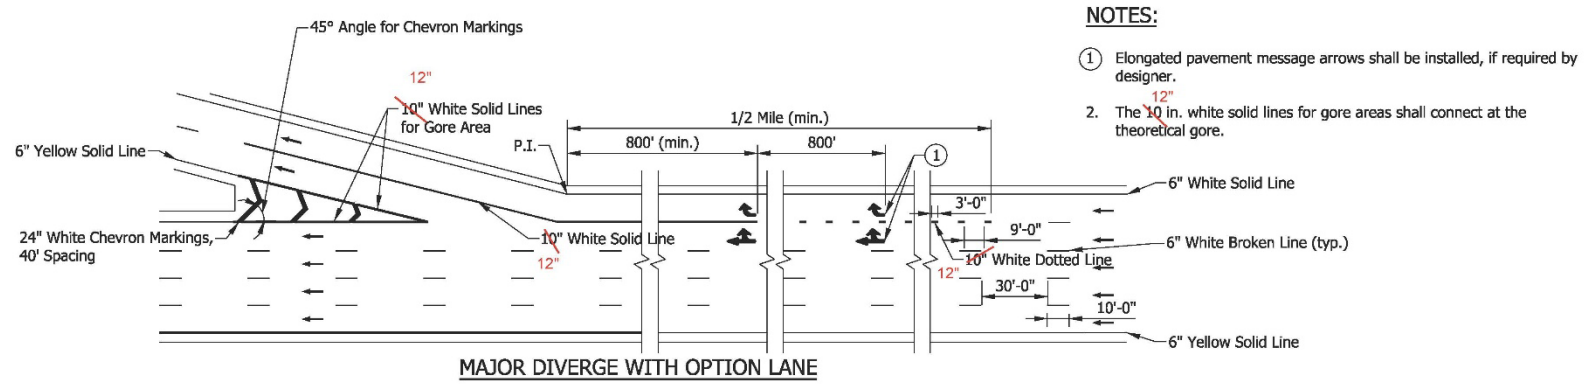 NOTES:
45° Angle for Chevron Markings
1 Elongated pavement message arrows shall be installed, if required by
designer.
12"
12"
10" White Solid Lines
for Gore Area
2. The 10 in. white solid lines for gore areas shall connect at the
theoretical gore.
1/2 Mile (min.)
P.I.
800' (min.)
800'
1
6" Yellow Solid Line
6" White Solid Line
3'-0"
9'-0"
24" White Chevron Markings,
40' Spacing
10" White Solid Line
12"
6" White Broken Line (typ.)
10" White Dotted Line
12"
30'-0"
10'-0"
6" Yellow Solid Line
MAJOR DIVERGE WITH OPTION LANE